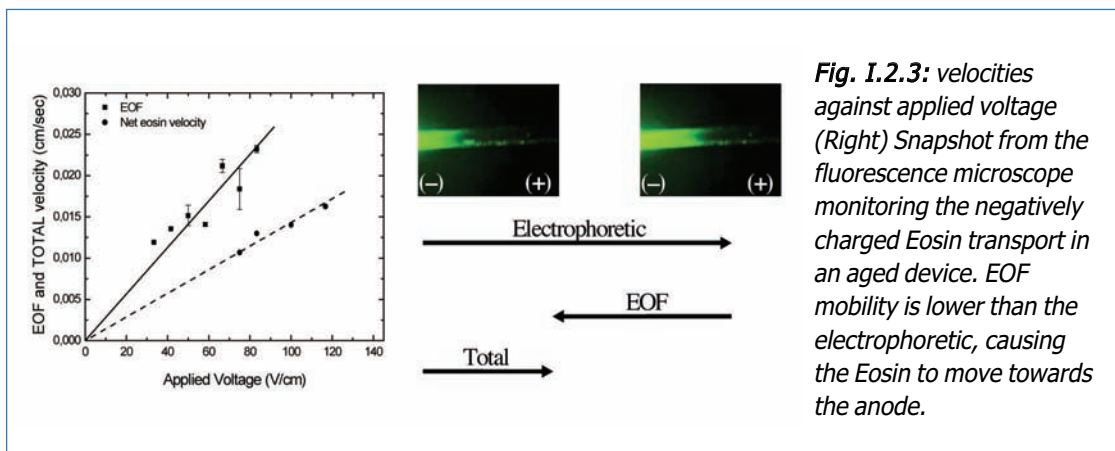 0,030
0,025
0,020
0,015
0,010
0,005
0,000
EOF and TOTAL velocity (cm/sec)
EOF
Net eosin velocity
0 20 40 60 80 100 120 140
Applied Voltage (V/cm)
(-) (+)
(-) (+)
Electrophoretic
EOF
Total
Fig. I.2.3: velocities
against applied voltage
(Right) Snapshot from the
fluorescence microscope
monitoring the negatively
charged Eosin transport in
an aged device. EOF
mobility is lower than the
electrophoretic, causing
the Eosin to move towards
the anode.